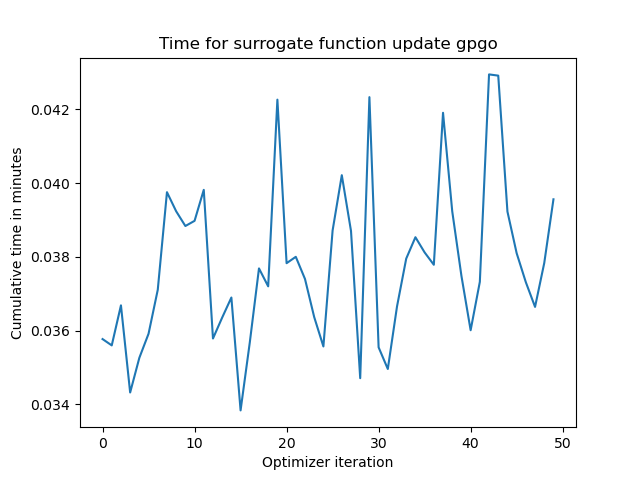 Time for surrogate function update gpgo
Cumulative time in minutes
0.042
0.040
0.038
0.036
0.034
0 10 20 30 40 50
Optimizer iteration